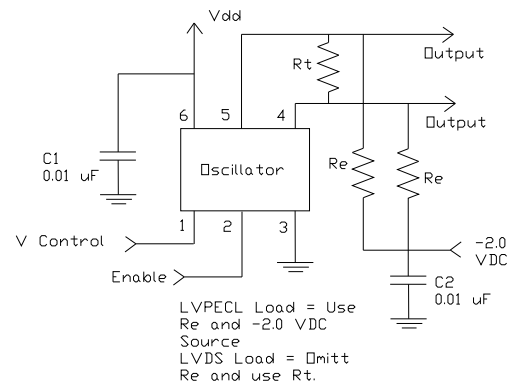 Vdd
Output
Rt
6
5
4
Output
C1
0.01 uF
Oscillator
Re
Re
1
2
3
V Control
-2.0
VDC
Enable
C2
0.01 uF
LVPECL Load = Use
Re and -2.0 VDC
Source
LVDS Load = Omitt
Re and use Rt.